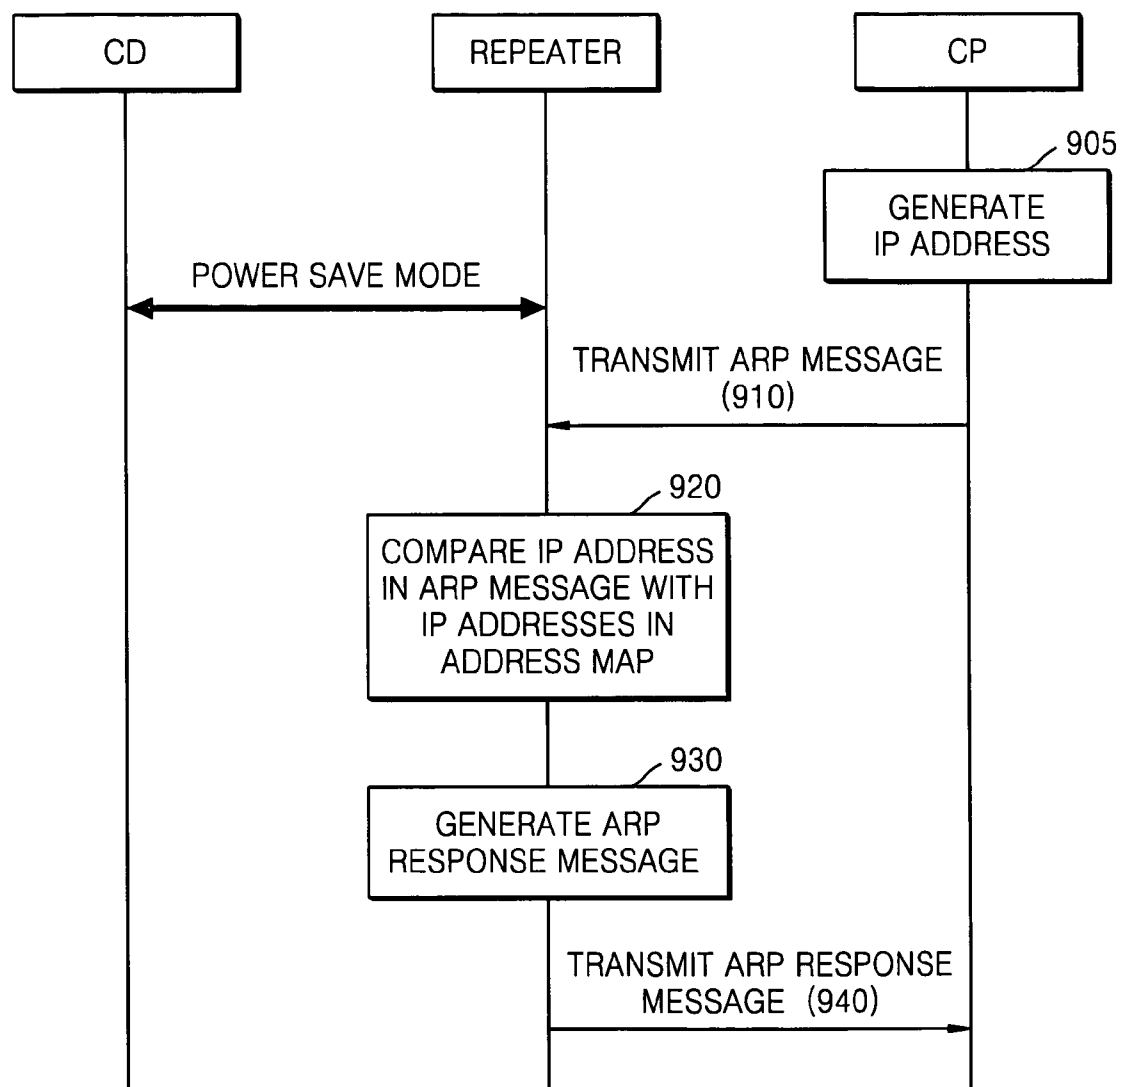 CD
REPEATER
CP
905
GENERATE
IP ADDRESS
POWER SAVE MODE
TRANSMIT ARP MESSAGE
(910)
920
COMPARE IP ADDRESS
IN ARP MESSAGE WITH
IP ADDRESSES IN
ADDRESS MAP
930
GENERATE ARP
RESPONSE MESSAGE
TRANSMIT ARP RESPONSE
MESSAGE (940)